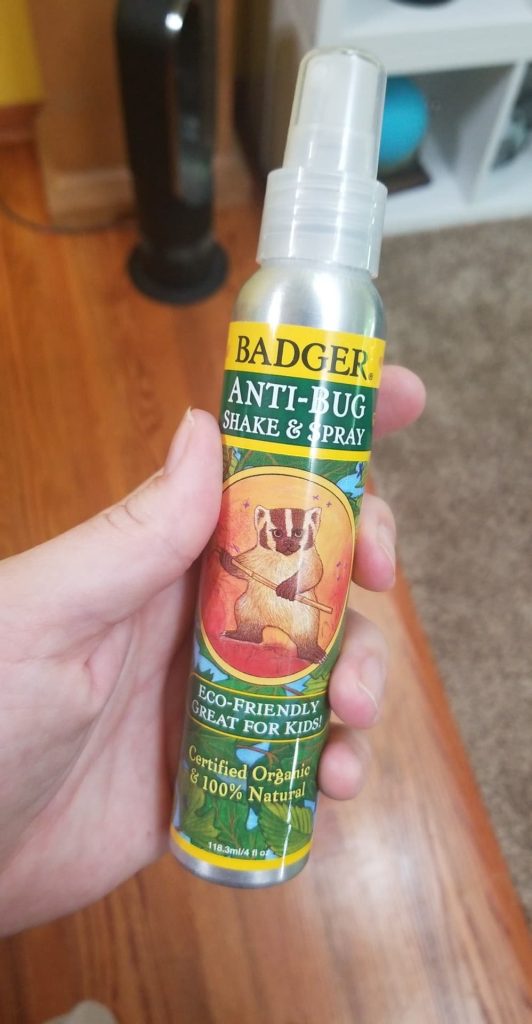 BADGER®
ANTI-BUG
SHAKE & SPRAY
ECO-FRIENDLY
GREAT FOR KIDS!
Certified Organic
& 100% Natural
118.3ml/4 fl oz